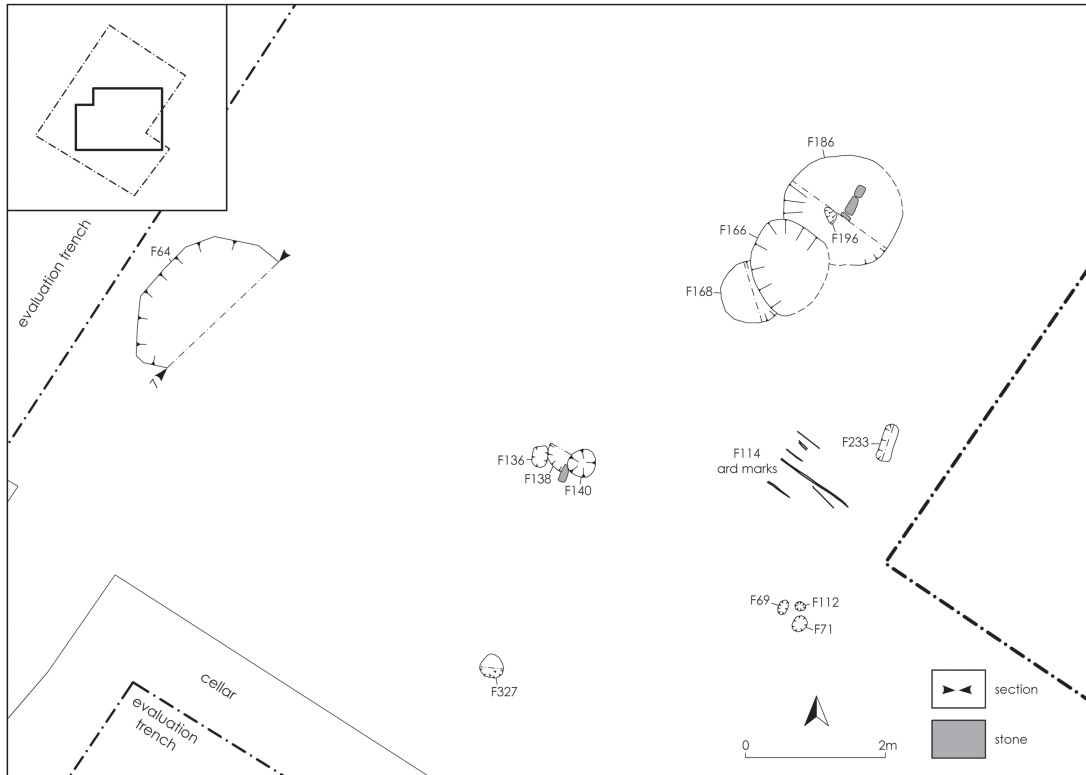 F186
F166
F196
F64
F168
evaluation trench
7
F136
F138
F140
F114
ard marks
F233
F69
F112
F71
F327
cellar
evaluation
trench
section
stone
0
2m